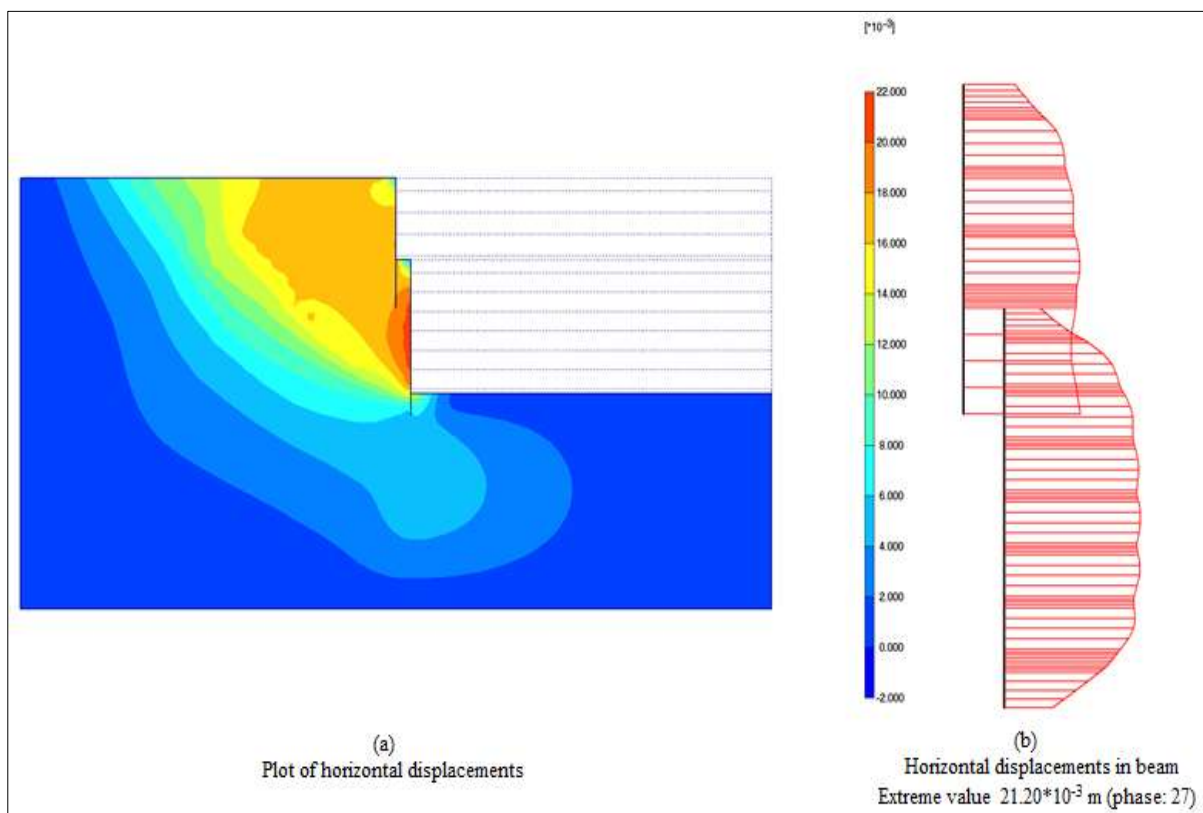 [*10⁻³]
22.000
20.000
18.000
16.000
14.000
12.000
10.000
8.000
6.000
4.000
2.000
0.000
-2.000
(a)
Plot of horizontal displacements
(b)
Horizontal displacements in beam
Extreme value 21.20*10⁻³ m (phase: 27)